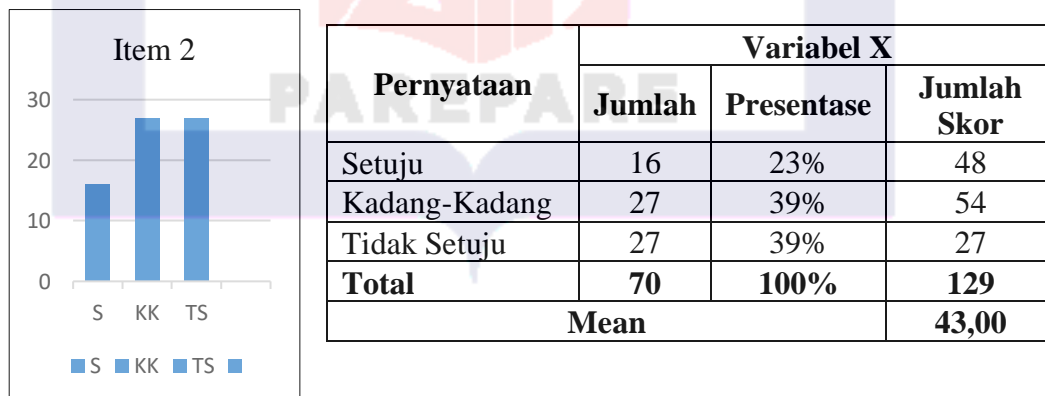 Item 2
30
20
10
0
S KK TS
S KK TS
PAREPARE
Pernyataan Variabel X
Jumlah Presentase Jumlah Skor
Setuju 16 23% 48
Kadang-Kadang 27 39% 54
Tidak Setuju 27 39% 27
Total 70 100% 129
Mean 43,00